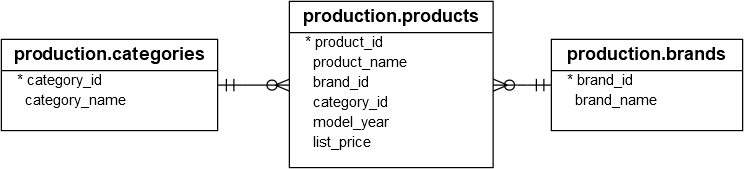 production.categories
* category_id
category_name
production.products
* product_id
product_name
brand_id
category_id
model_year
list_price
production.brands
* brand_id
brand_name